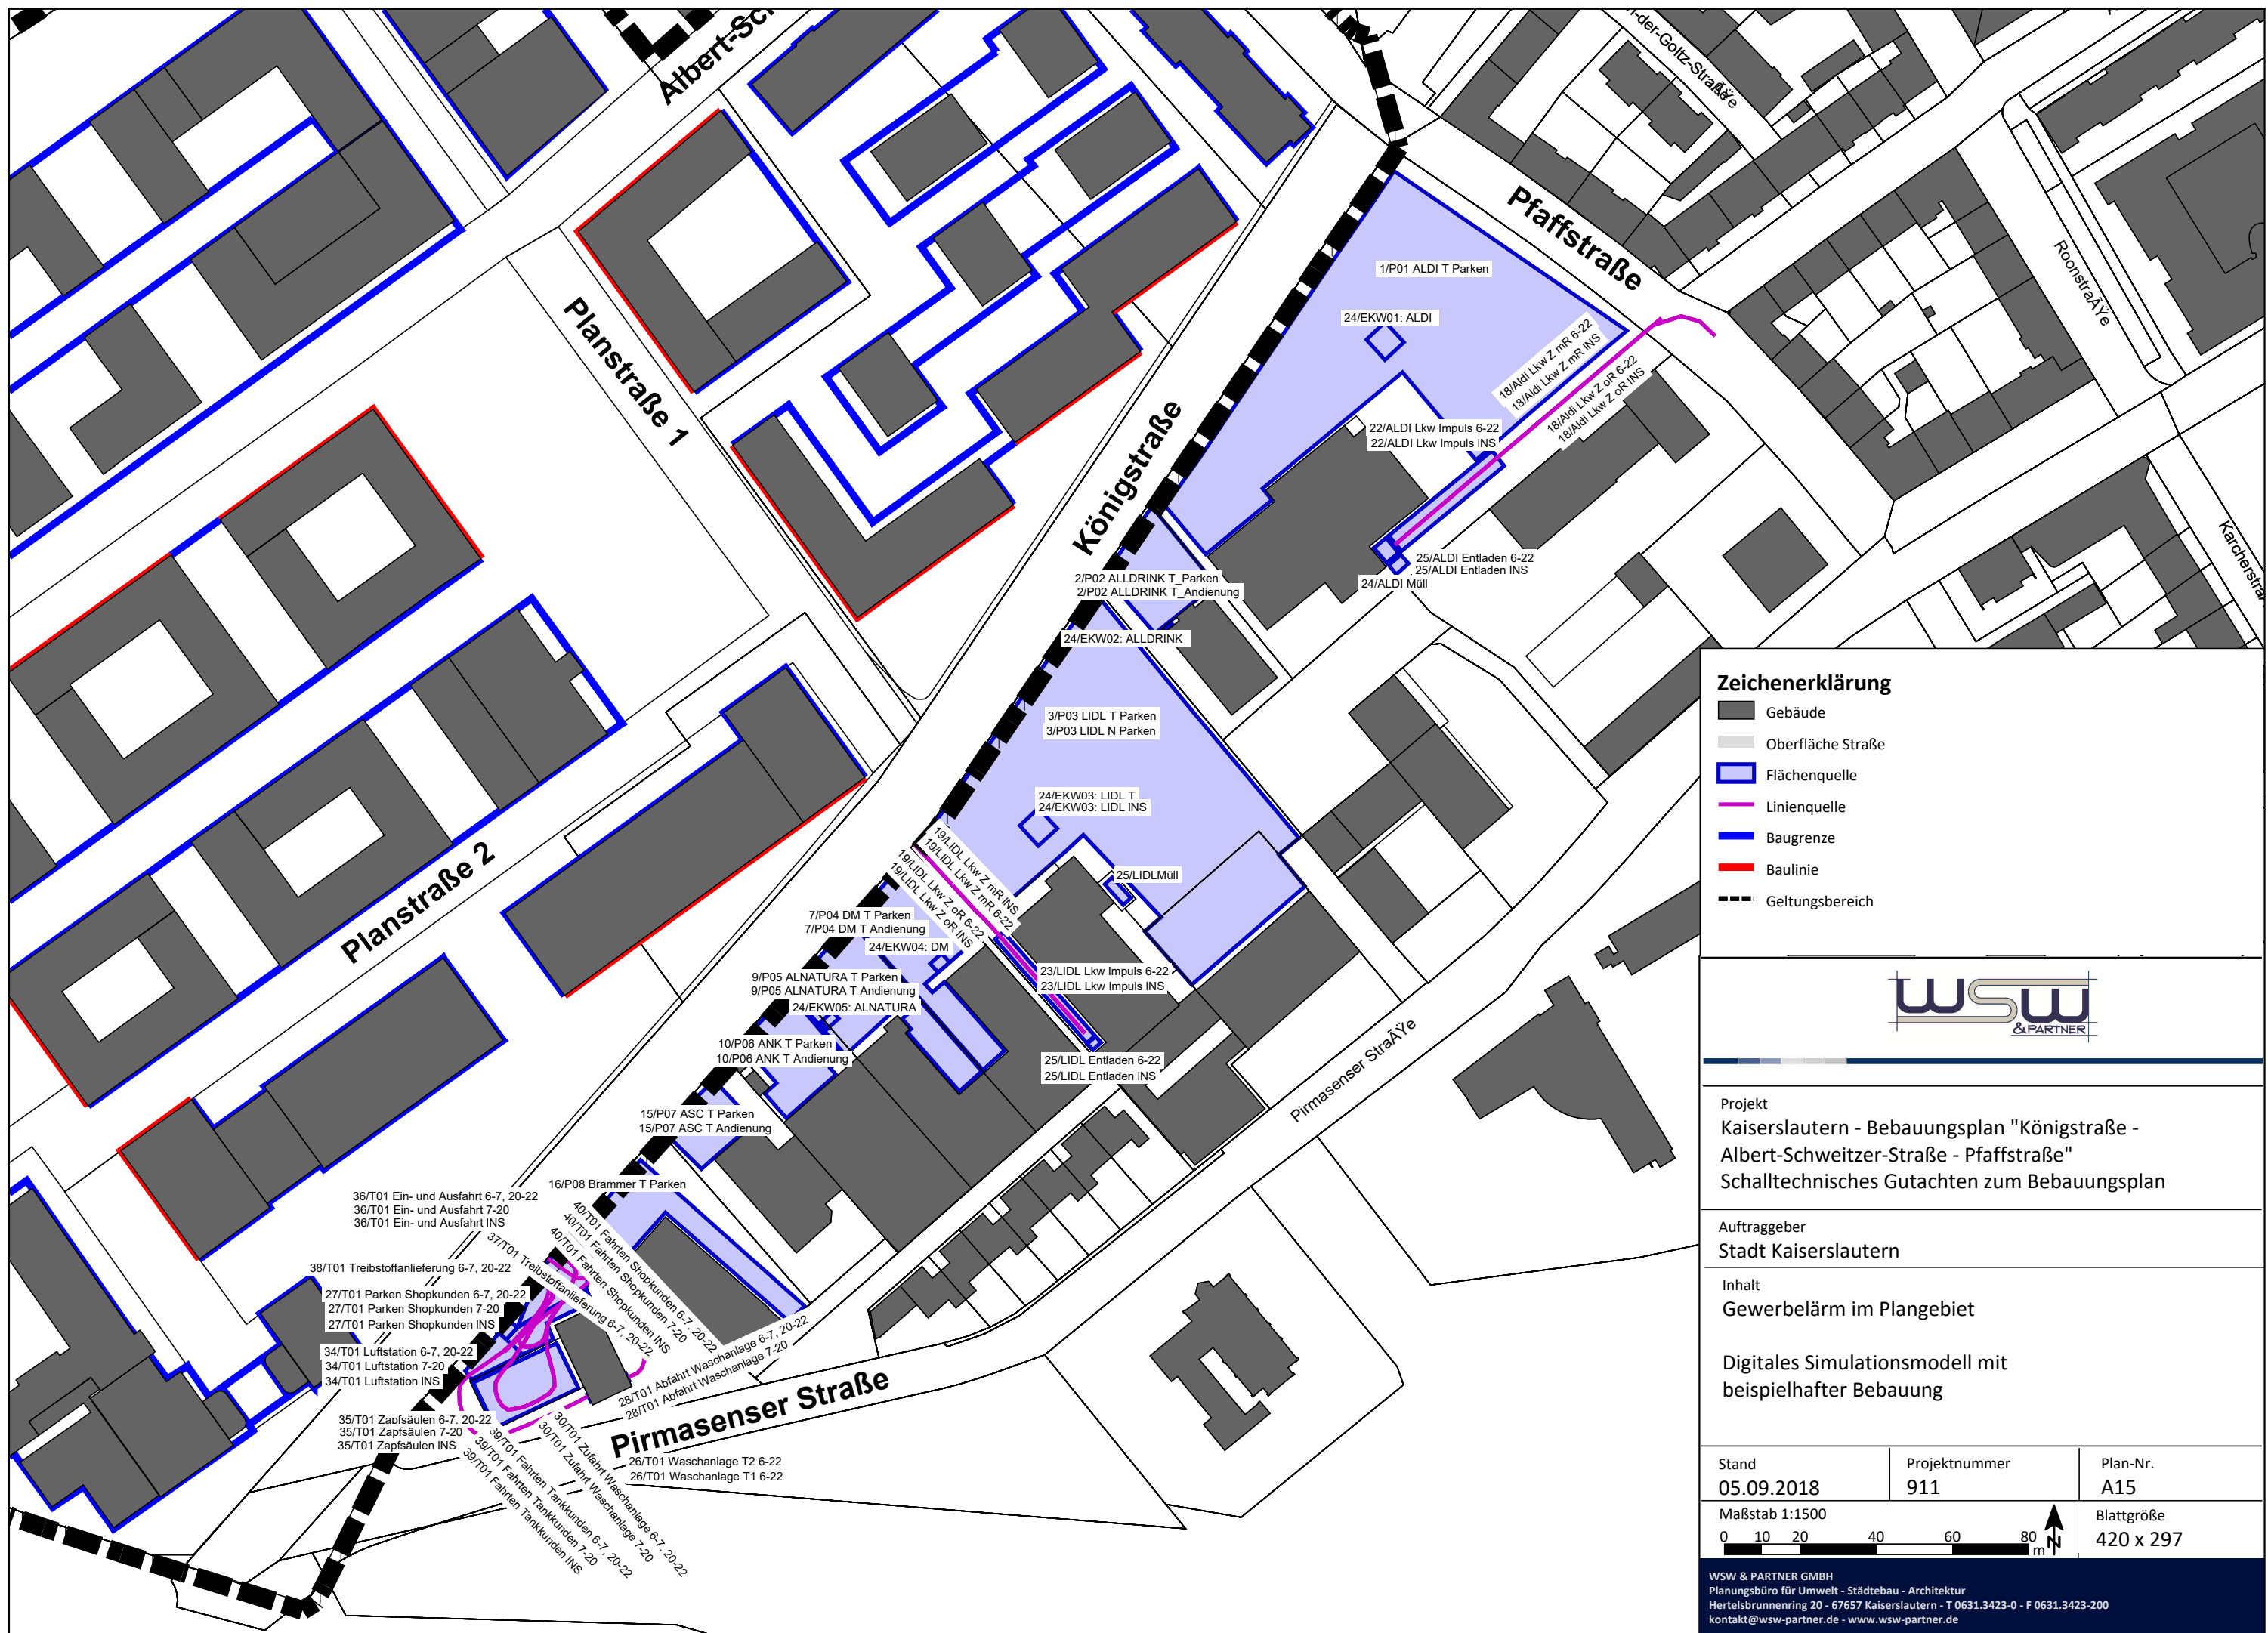 Albert-Sc
n-der-Goltz-StraÃŸe
Pfaffstraße
RoonstraÃŸe
Karcherstra
Planstraße 1
Königstraße
Planstraße 2
Pirmasenser StraÃŸe
Pirmasenser Straße
1/P01 ALDI T Parken
24/EKW01: ALDI
18/Aldi Lkw Z mR 6-22
18/Aldi Lkw Z mR INS
18/Aldi Lkw Z oR 6-22
18/Aldi Lkw Z oR INS
22/ALDI Lkw Impuls 6-22
22/ALDI Lkw Impuls INS
25/ALDI Entladen 6-22
25/ALDI Entladen INS
24/ALDI Müll
2/P02 ALLDRINK T_Parken
2/P02 ALLDRINK T_Andienung
24/EKW02: ALLDRINK
3/P03 LIDL T Parken
3/P03 LIDL N Parken
24/EKW03: LIDL T
24/EKW03: LIDL INS
19/LIDL Lkw Z mR INS
19/LIDL Lkw Z mR 6-22
19/LIDL Lkw Z oR 6-22
19/LIDL Lkw Z oR INS
25/LIDLMüll
7/P04 DM T Parken
7/P04 DM T Andienung
24/EKW04: DM
23/LIDL Lkw Impuls 6-22
23/LIDL Lkw Impuls INS
9/P05 ALNATURA T Parken
9/P05 ALNATURA T Andienung
24/EKW05: ALNATURA
10/P06 ANK T Parken
10/P06 ANK T Andienung
25/LIDL Entladen 6-22
25/LIDL Entladen INS
15/P07 ASC T Parken
15/P07 ASC T Andienung
16/P08 Brammer T Parken
36/T01 Ein- und Ausfahrt 6-7, 20-22
36/T01 Ein- und Ausfahrt 7-20
36/T01 Ein- und Ausfahrt INS
40/T01 Fahrten Shopkunden 6-7, 20-22
40/T01 Fahrten Shopkunden 7-20
40/T01 Fahrten Shopkunden INS
37/T01 Treibstoffanlieferung 6-7, 20-22
38/T01 Treibstoffanlieferung 6-7, 20-22
27/T01 Parken Shopkunden 6-7, 20-22
27/T01 Parken Shopkunden 7-20
27/T01 Parken Shopkunden INS
34/T01 Luftstation 6-7, 20-22
34/T01 Luftstation 7-20
34/T01 Luftstation INS
28/T01 Abfahrt Waschanlage 6-7, 20-22
28/T01 Abfahrt Waschanlage 7-20
35/T01 Zapfsäulen 6-7, 20-22
35/T01 Zapfsäulen 7-20
35/T01 Zapfsäulen INS
30/T01 Zufahrt Waschanlage 6-7, 20-22
30/T01 Zufahrt Waschanlage 7-20
39/T01 Fahrten Tankkunden 6-7, 20-22
39/T01 Fahrten Tankkunden 7-20
39/T01 Fahrten Tankkunden INS
26/T01 Waschanlage T2 6-22
26/T01 Waschanlage T1 6-22
Zeichenerklärung
Gebäude
Oberfläche Straße
Flächenquelle
Linienquelle
Baugrenze
Baulinie
Geltungsbereich
WSW
&PARTNER
Projekt
Kaiserslautern - Bebauungsplan "Königstraße -
Albert-Schweitzer-Straße - Pfaffstraße"
Schalltechnisches Gutachten zum Bebauungsplan
Auftraggeber
Stadt Kaiserslautern
Inhalt
Gewerbelärm im Plangebiet
Digitales Simulationsmodell mit
beispielhafter Bebauung
Stand
05.09.2018
Projektnummer
911
Plan-Nr.
A15
Maßstab 1:1500
0 10 20 40 60 80 m
N
Blattgröße
420 x 297
WSW & PARTNER GMBH
Planungsbüro für Umwelt - Städtebau - Architektur
Hertelsbrunnenring 20 - 67657 Kaiserslautern - T 0631.3423-0 - F 0631.3423-200
kontakt@wsw-partner.de - www.wsw-partner.de